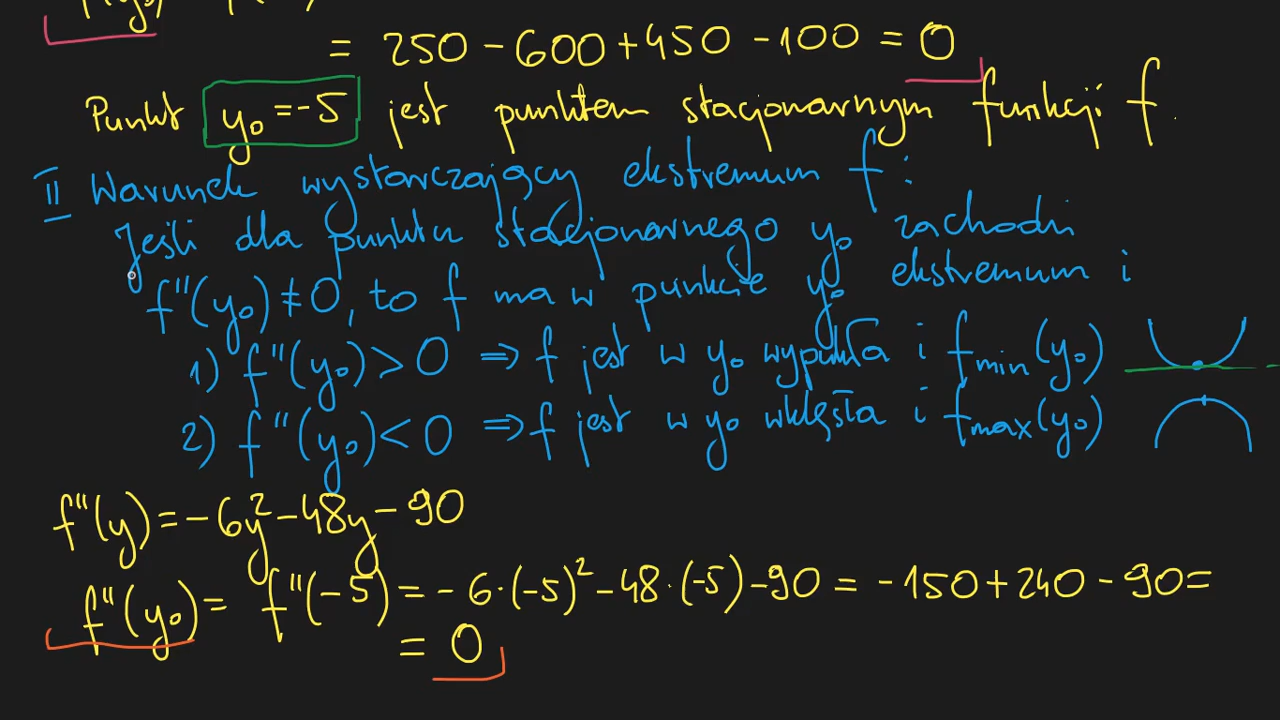 = 250 - 600 + 450 - 100 = 0
Punkt y₀ = -5 jest punktem stacjonarnym funkcji f.
II Warunek wystarczający ekstremum f:
Jeśli dla punktu stacjonarnego y₀ zachodzi
f''(y₀) ≠ 0, to f ma w punkcie y₀ ekstremum i
1) f''(y₀) > 0 ⇒ f jest w y₀ wypukła i fmin(y₀)
2) f''(y₀) < 0 ⇒ f jest w y₀ wklęsła i fmax(y₀)
f''(y) = -6y² - 48y - 90
f''(y₀) = f''(-5) = -6·(-5)² - 48·(-5) - 90 = -150 + 240 - 90 =
= 0